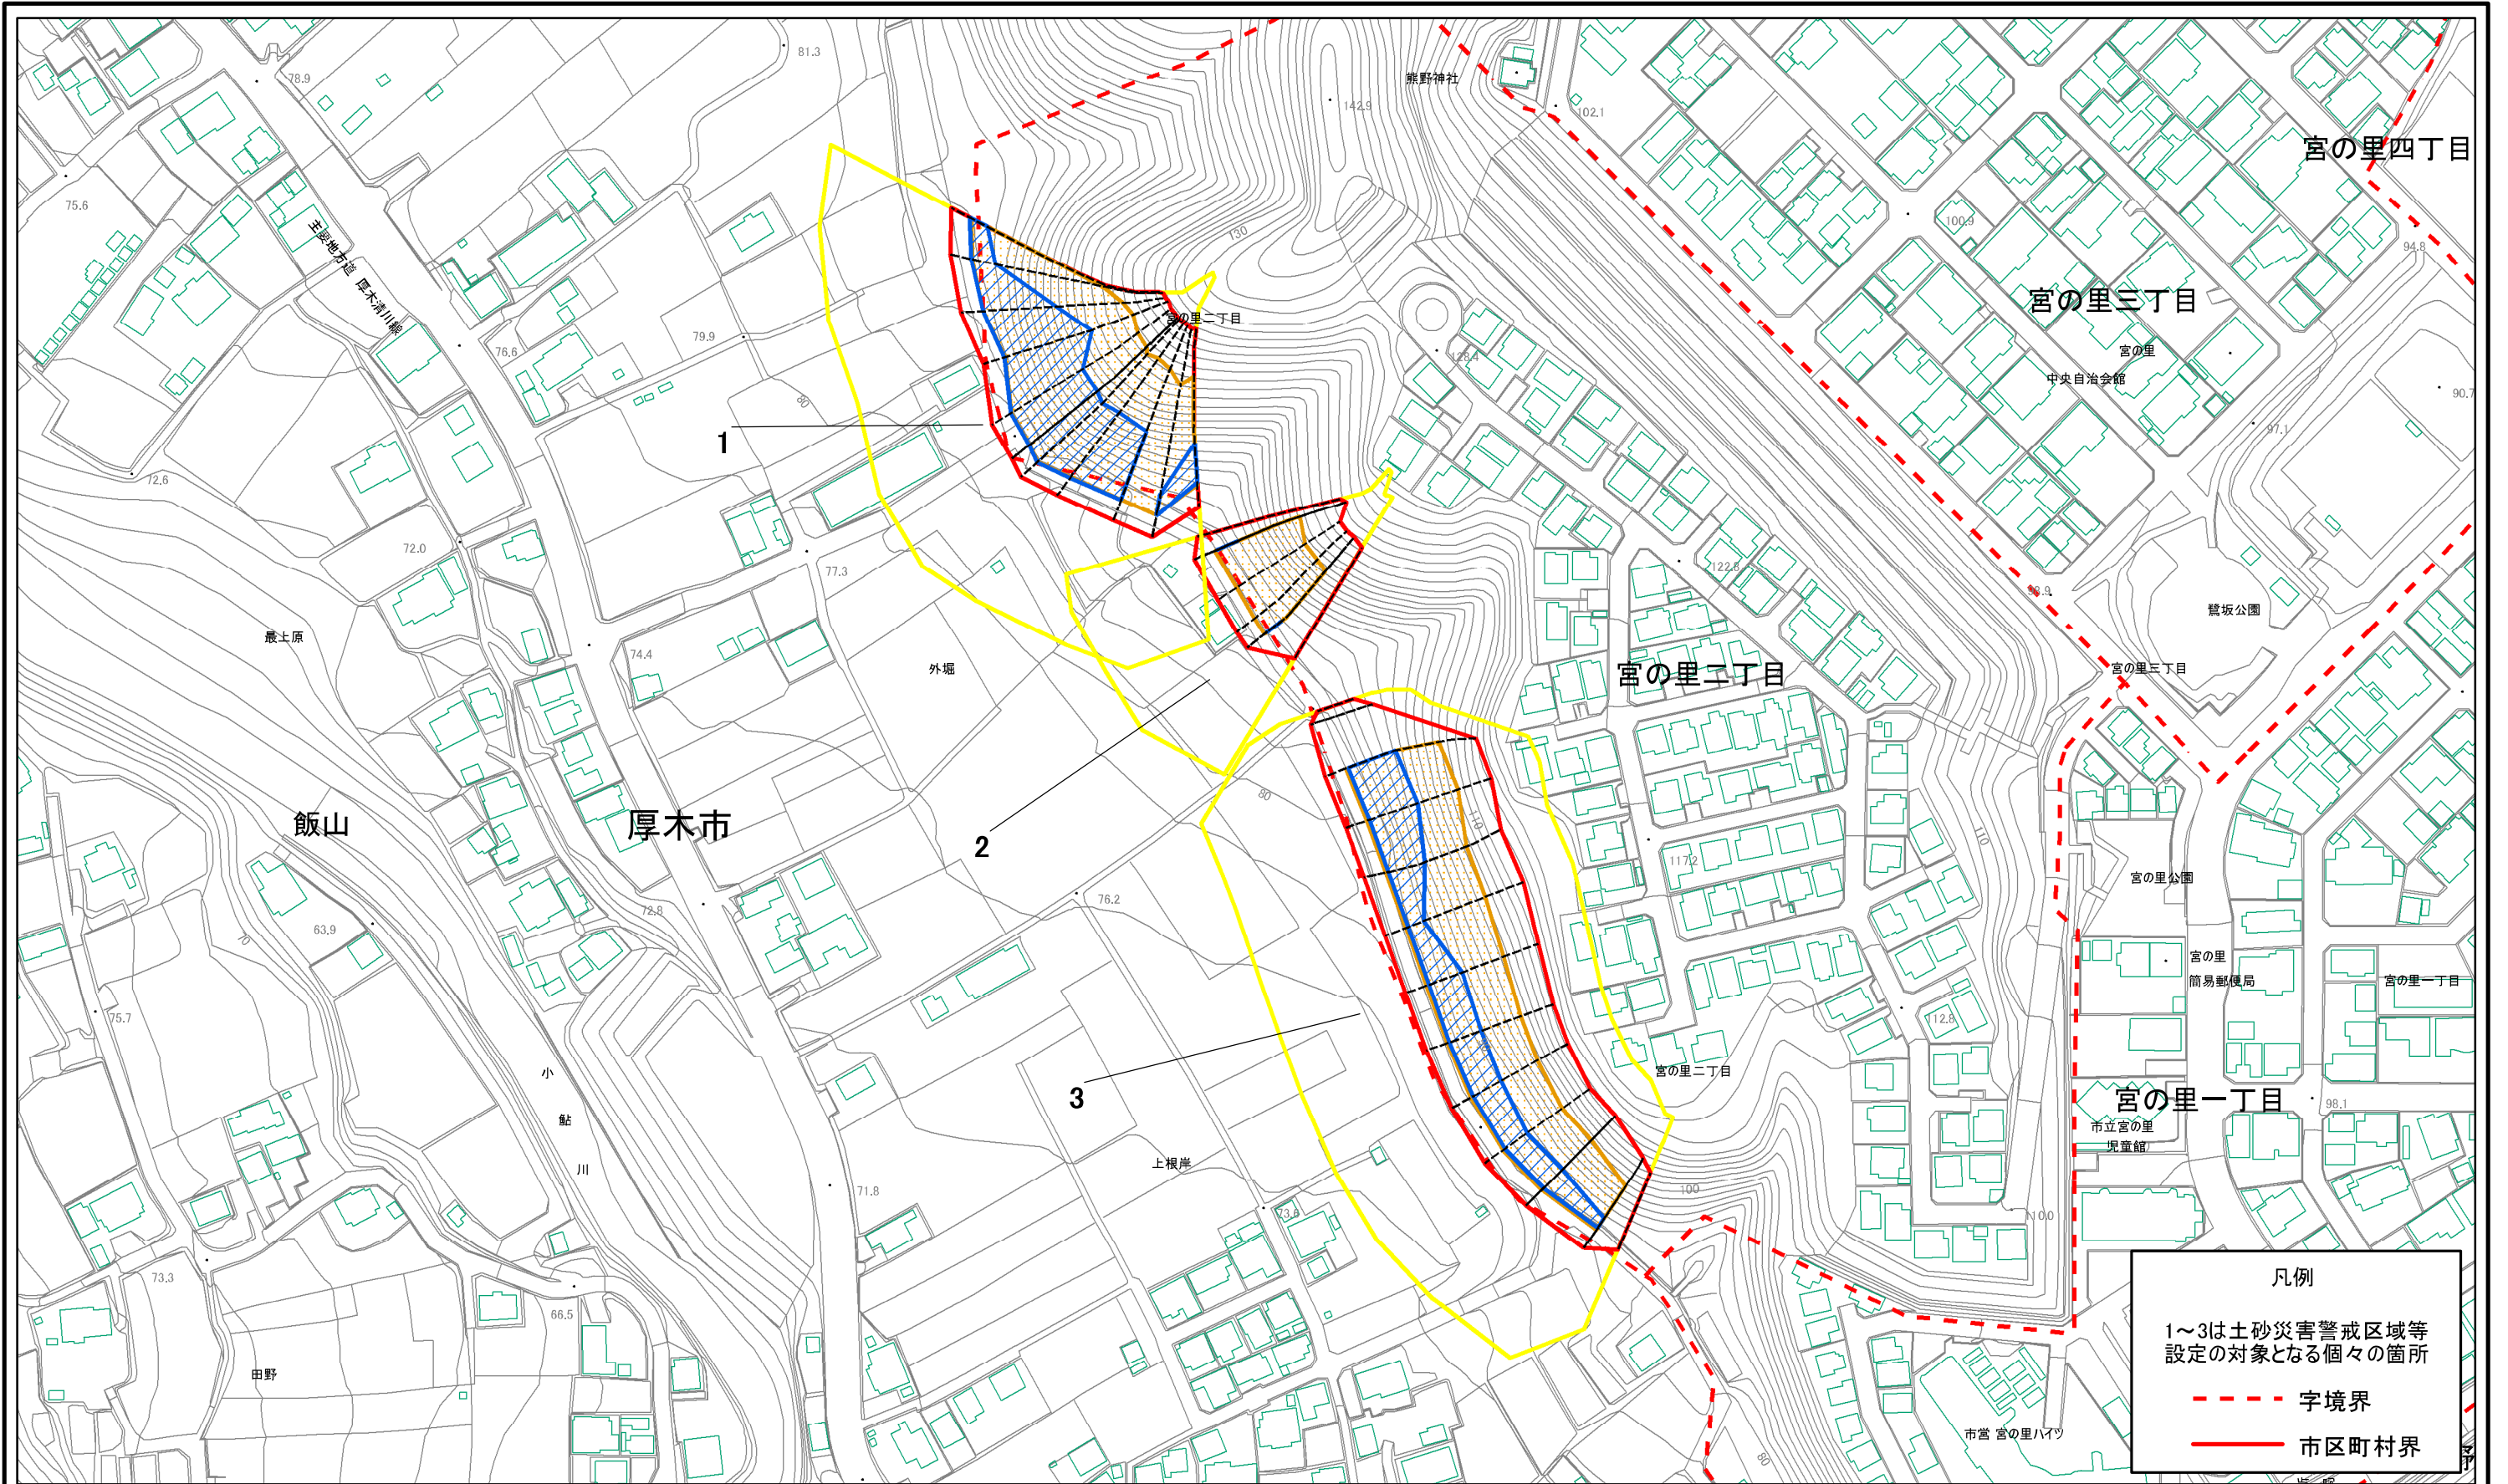 81.3
78.9
熊野神社
142.9
102.1
宮の里四丁目
75.6
主要地方道 厚木清川線
130
100.9
94.8
宮の里三丁目
宮の里二丁目
79.9
76.6
128.4
宮の里
中央自治会館
90.7
80
97.1
1
72.6
72.0
77.3
122.8
98.9
鷺坂公園
最上原
外堀
74.4
宮の里二丁目
宮の里三丁目
80
110
飯山
厚木市
2
110
117.2
宮の里公園
76.2
72.8
63.9
70
宮の里
簡易郵便局
宮の里一丁目
75.7
112.8
小
鮎
川
3
宮の里二丁目
宮の里一丁目
98.1
市立宮の里
児童館
上根岸
71.8
100
73.6
110.0
73.3
66.5
田野
80
市営 宮の里ハイツ
凡例
1～3は土砂災害警戒区域等
設定の対象となる個々の箇所
字境界
市区町村界